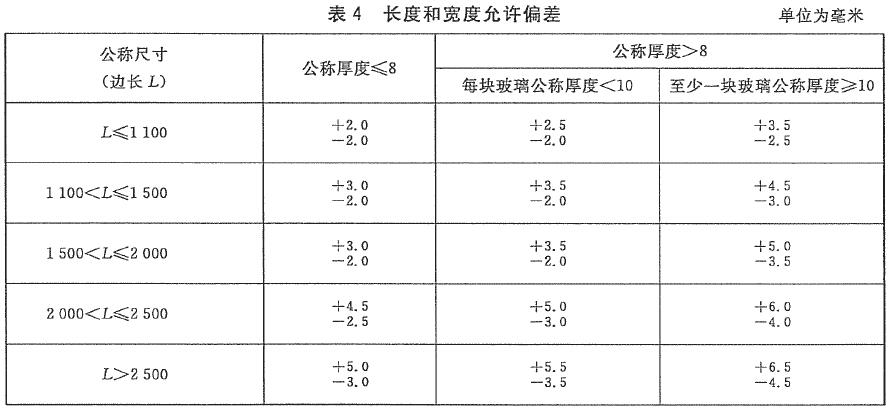 表4 长度和宽度允许偏差 单位为毫米
公称尺寸
(边长L)
公称厚度≤8
公称厚度>8
每块玻璃公称厚度<10
至少一块玻璃公称厚度≥10
L≤1 100
+2.0
-2.0
+2.5
-2.0
+3.5
-2.5
1 100<L≤1 500
+3.0
-2.0
+3.5
-2.0
+4.5
-3.0
1 500<L≤2 000
+3.0
-2.0
+3.5
-2.0
+5.0
-3.5
2 000<L≤2 500
+4.5
-2.5
+5.0
-3.0
+6.0
-4.0
L>2 500
+5.0
-3.0
+5.5
-3.5
+6.5
-4.5